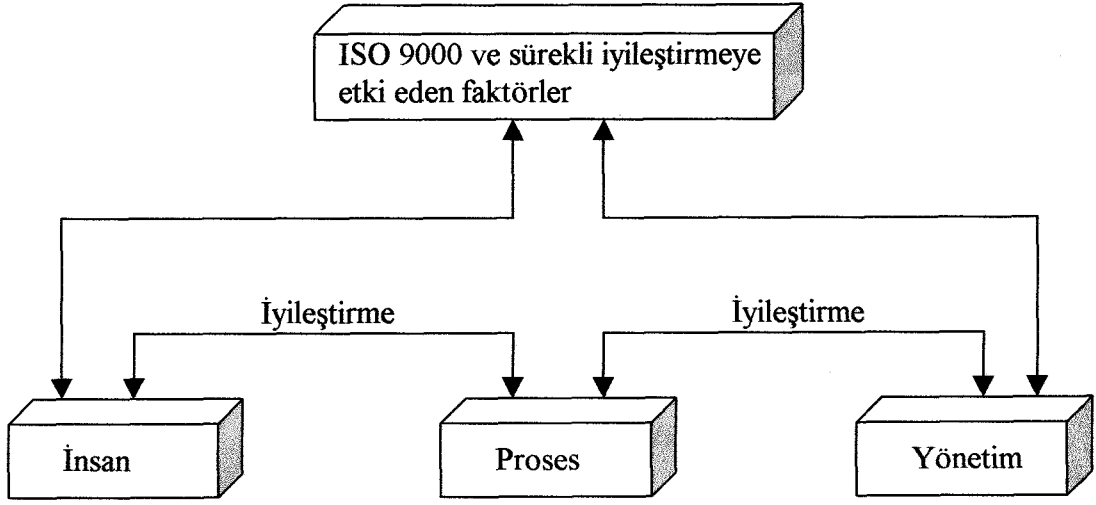 ISO 9000 ve sürekli iyileştirmeye
etki eden faktörler
İyileştirme
İyileştirme
İnsan
Proses
Yönetim